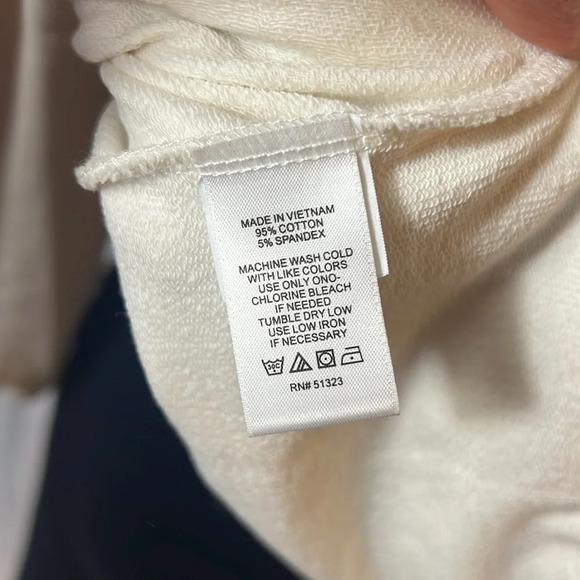 MADE IN VIETNAM
95% COTTON
5% SPANDEX
MACHINE WASH COLD
WITH LIKE COLORS
USE ONLY ONO-
CHLORINE BLEACH
IF NEEDED
TUMBLE DRY LOW
USE LOW IRON
IF NECESSARY
30C
RN# 51323